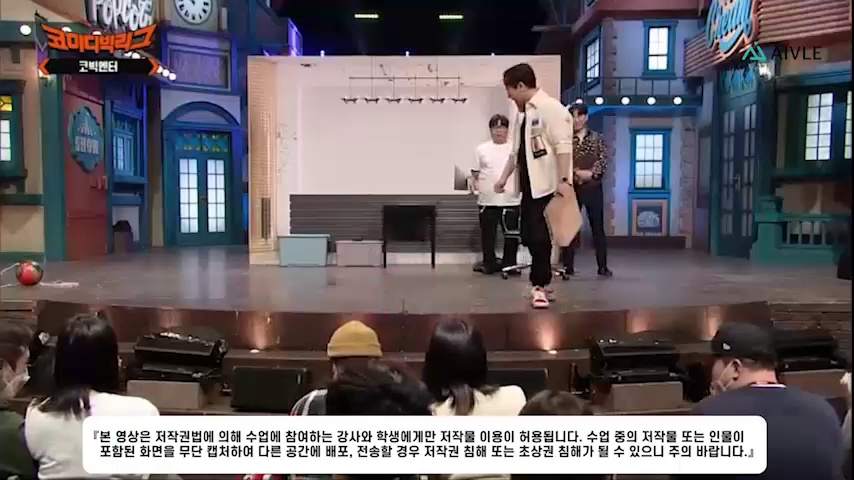 POPCORN
코미디빅리그
코빅멘터
Cream
AIVLE
『본 영상은 저작권법에 의해 수업에 참여하는 강사와 학생에게만 저작물 이용이 허용됩니다. 수업 중의 저작물 또는 인물이
포함된 화면을 무단 캡처하여 다른 공간에 배포, 전송할 경우 저작권 침해 또는 초상권 침해가 될 수 있으니 주의 바랍니다.』